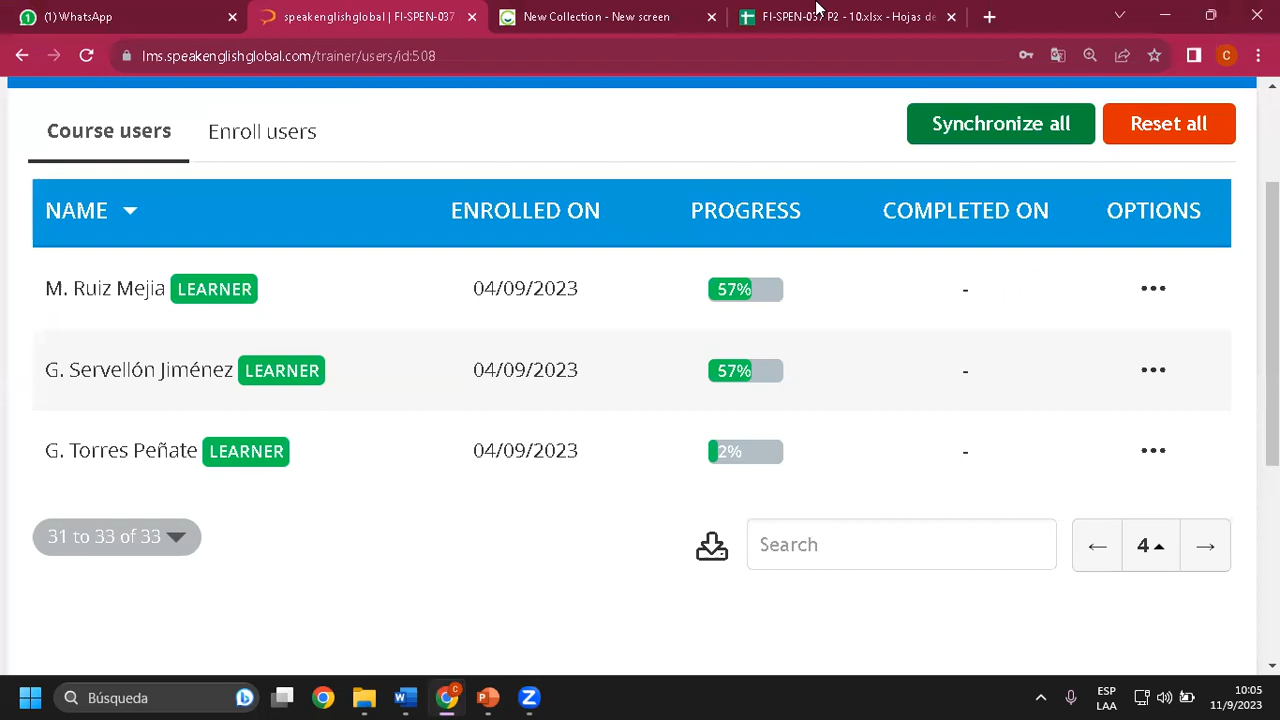 (1) WhatsApp
speakenglishglobal | FI-SPEN-037
New Collection - New screen
FI-SPEN-037 P2 - 10.xlsx - Hojas de
lms.speakenglishglobal.com/trainer/users/id:508
C
Course users
Enroll users
Synchronize all
Reset all
NAME
ENROLLED ON
PROGRESS
COMPLETED ON
OPTIONS
M. Ruiz Mejia LEARNER
04/09/2023
57%
-
G. Servellón Jiménez LEARNER
04/09/2023
57%
-
G. Torres Peñate LEARNER
04/09/2023
2%
-
31 to 33 of 33
Search
4
Búsqueda
ESP
LAA
10:05
11/9/2023